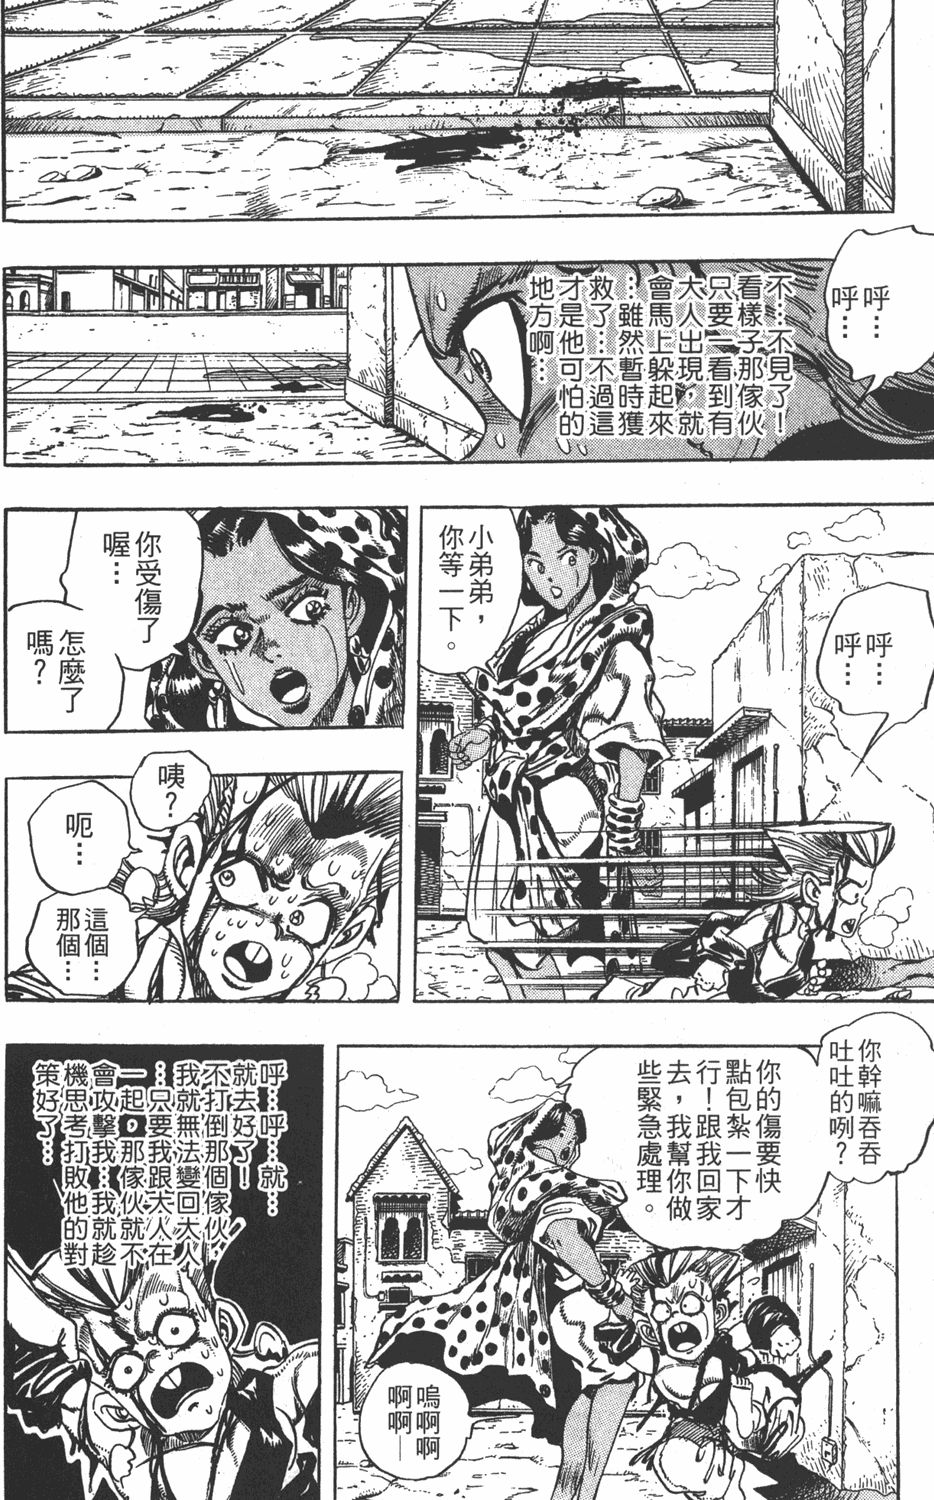 呼…
呼…
不…不見了！
看樣子那傢伙
只要一看到有
大人出現，就
會馬上躲起來
…雖然暫時獲
救了…不過這
才是他可怕的
地方啊…
呼…
呼…
小弟弟，
你等一下。
你受傷了
喔…
怎麼了
嗎？
咦？
呃…
這個…
那個…
你幹嘛吞吞
吐吐的咧？
你的傷要快
點包紮一下才
行！跟我回家
去，我幫你做
些緊急處理。
嗚啊啊
啊啊──
呼…呼…就…
就去好了！
不打倒那個傢伙，
我就無法變回大人
…只要我跟大人在
一起，那傢伙就不
會攻擊我…我就趁
機思考打敗他的對
策好了…